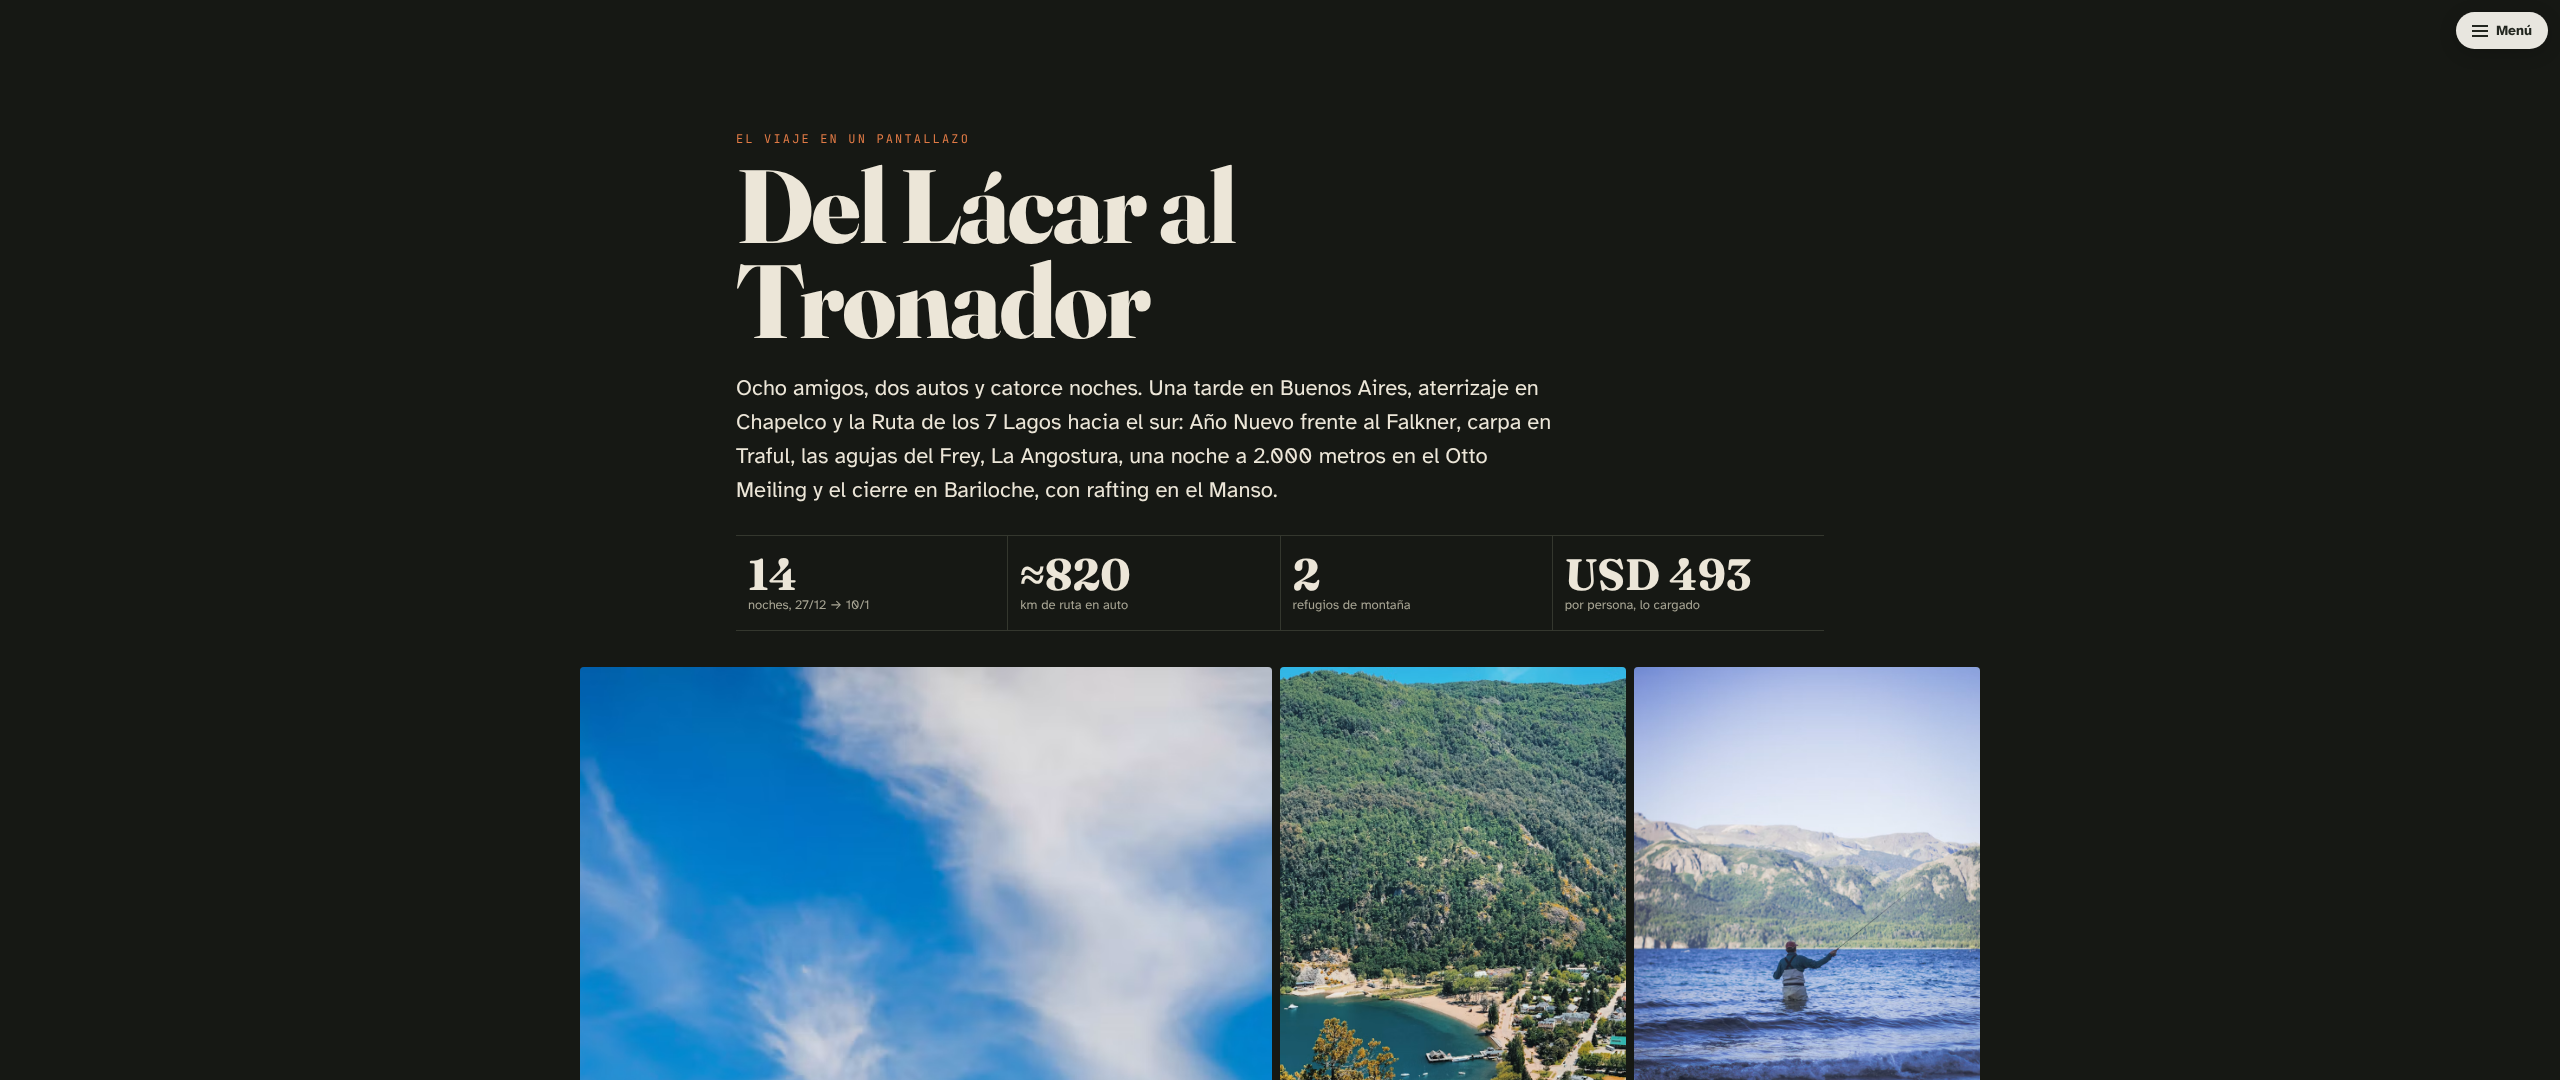 Menú
EL VIAJE EN UN PANTALLAZO
Del Lácar al
Tronador
Ocho amigos, dos autos y catorce noches. Una tarde en Buenos Aires, aterrizaje en
Chapelco y la Ruta de los 7 Lagos hacia el sur: Año Nuevo frente al Falkner, carpa en
Traful, las agujas del Frey, La Angostura, una noche a 2.000 metros en el Otto
Meiling y el cierre en Bariloche, con rafting en el Manso.
14
noches, 27/12 → 10/1
≈820
km de ruta en auto
2
refugios de montaña
USD 493
por persona, lo cargado